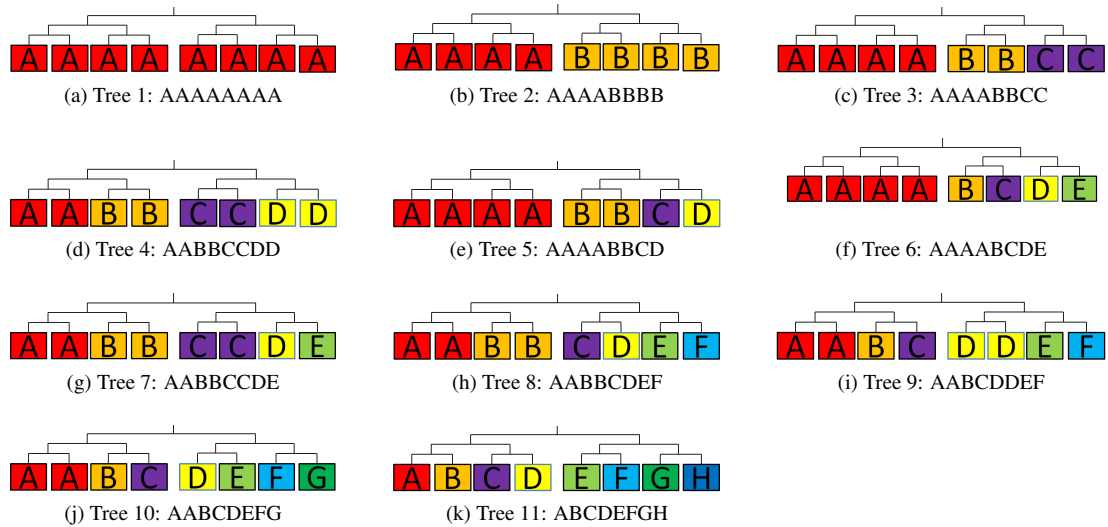 A A A A A A A A
(a) Tree 1: AAAAAAAA
A A A A B B B B
(b) Tree 2: AAAABBBB
A A A A B B C C
(c) Tree 3: AAAABBCC
A A B B C C D D
(d) Tree 4: AABBCCDD
A A A A B B C D
(e) Tree 5: AAAABBCD
A A A A B C D E
(f) Tree 6: AAAABCDE
A A B B C C D E
(g) Tree 7: AABBCCDE
A A B B C D E F
(h) Tree 8: AABBCDEF
A A B C D D E F
(i) Tree 9: AABCDDEF
A A B C D E F G
(j) Tree 10: AABCDEFG
A B C D E F G H
(k) Tree 11: ABCDEFGH